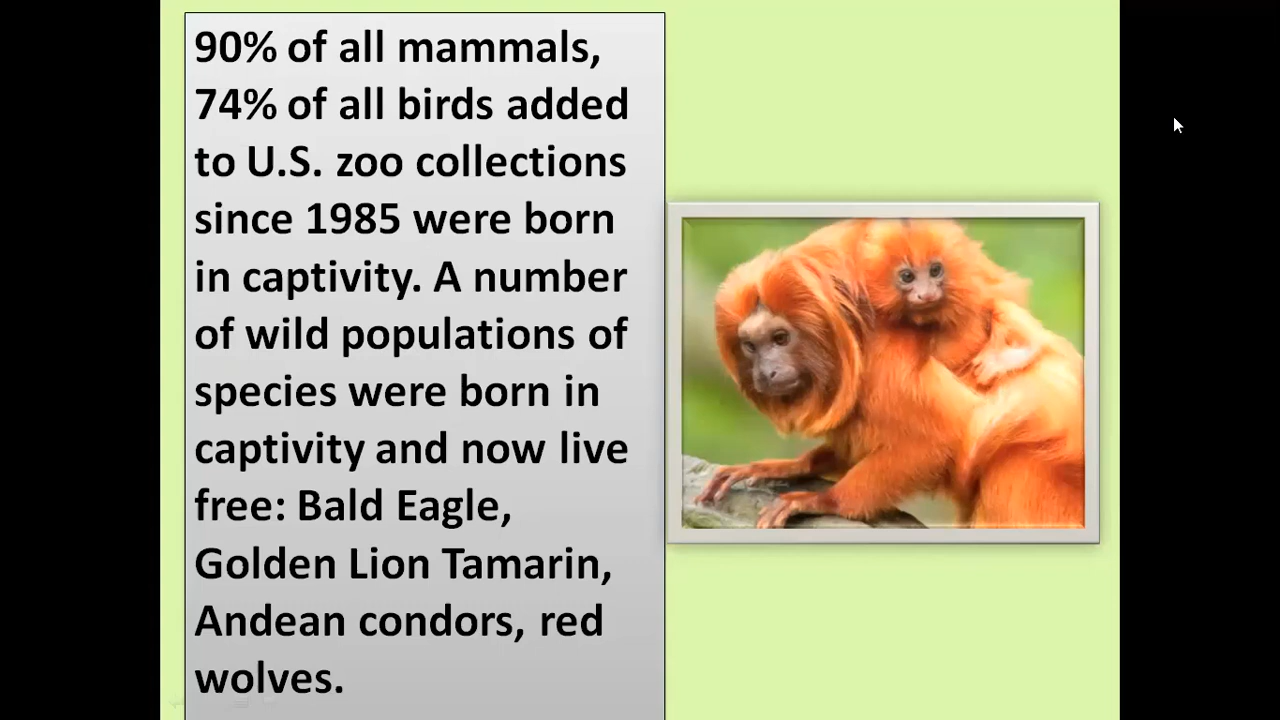 90% of all mammals,
74% of all birds added
to U.S. zoo collections
since 1985 were born
in captivity. A number
of wild populations of
species were born in
captivity and now live
free: Bald Eagle,
Golden Lion Tamarin,
Andean condors, red
wolves.